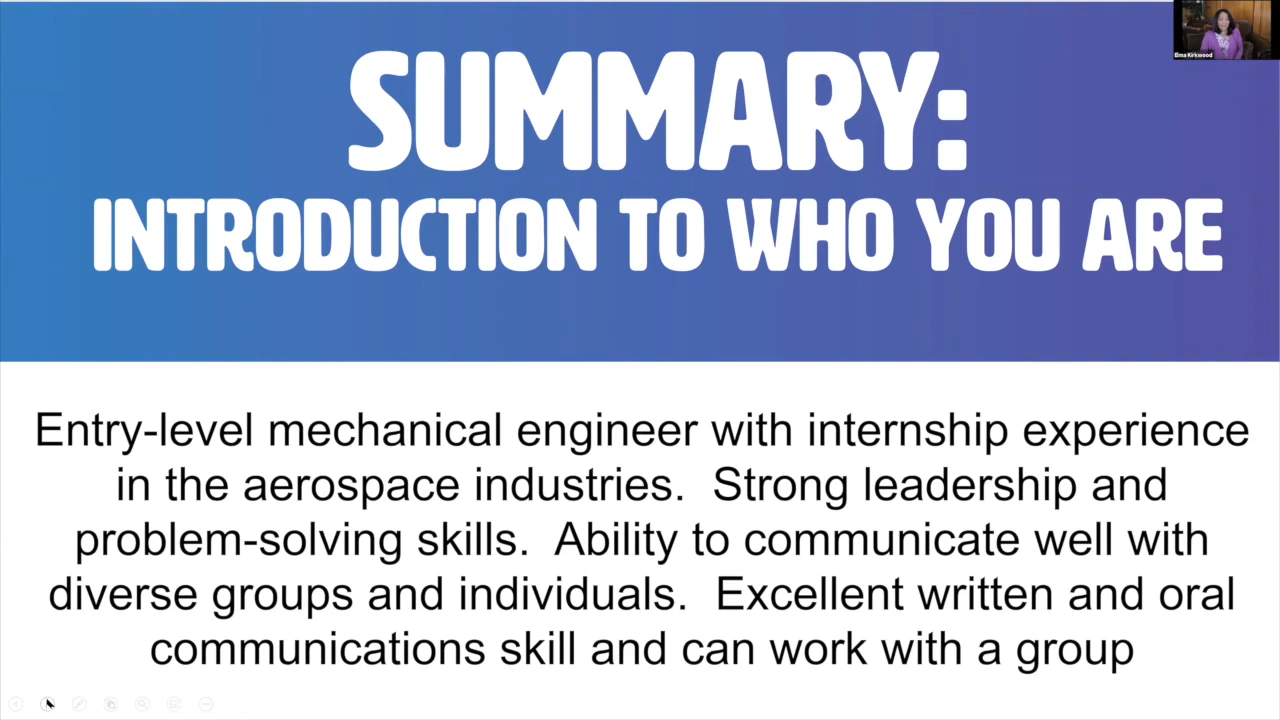 Elma Kirkwood
SUMMARY:
INTRODUCTION TO WHO YOU ARE
Entry-level mechanical engineer with internship experience
in the aerospace industries.  Strong leadership and
problem-solving skills.  Ability to communicate well with
diverse groups and individuals.  Excellent written and oral
communications skill and can work with a group